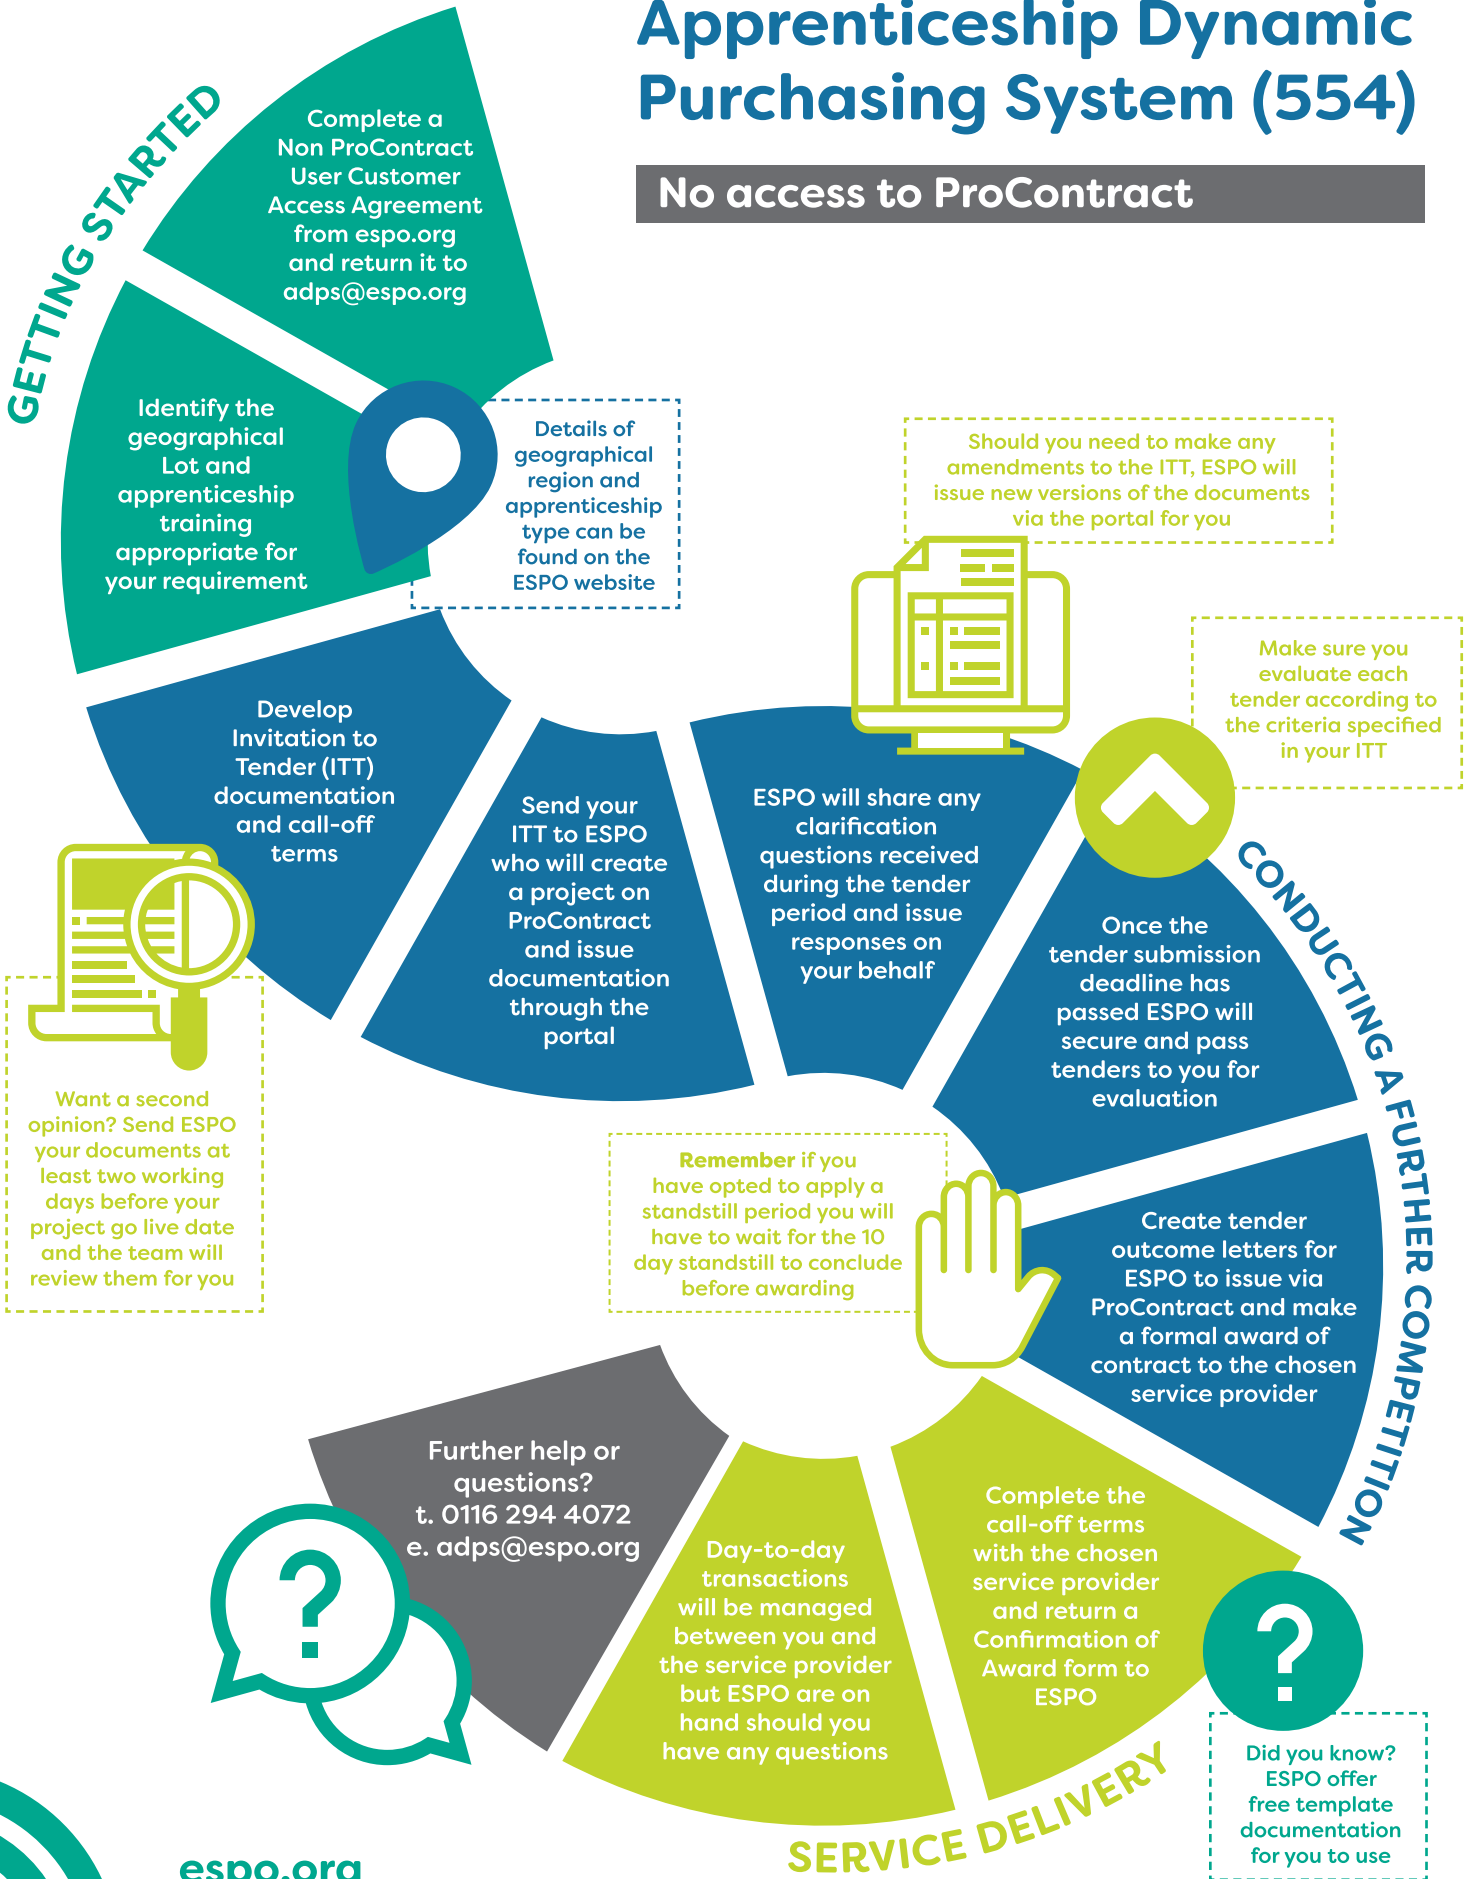 Apprenticeship Dynamic
Purchasing System (554)
No access to ProContract
GETTING STARTED
Complete a
Non ProContract
User Customer
Access Agreement
from espo.org
and return it to
adps@espo.org
Identify the
geographical
Lot and
apprenticeship
training
appropriate for
your requirement
Details of
geographical
region and
apprenticeship
type can be
found on the
ESPO website
Develop
Invitation to
Tender (ITT)
documentation
and call-off
terms
Want a second
opinion? Send ESPO
your documents at
least two working
days before your
project go live date
and the team will
review them for you
Send your
ITT to ESPO
who will create
a project on
ProContract
and issue
documentation
through the
portal
ESPO will share any
clarification
questions received
during the tender
period and issue
responses on
your behalf
Should you need to make any
amendments to the ITT, ESPO will
issue new versions of the documents
via the portal for you
Once the
tender submission
deadline has
passed ESPO will
secure and pass
tenders to you for
evaluation
Make sure you
evaluate each
tender according to
the criteria specified
in your ITT
CONDUCTING A FURTHER COMPETITION
Create tender
outcome letters for
ESPO to issue via
ProContract and make
a formal award of
contract to the chosen
service provider
Remember if you
have opted to apply a
standstill period you will
have to wait for the 10
day standstill to conclude
before awarding
Complete the
call-off terms
with the chosen
service provider
and return a
Confirmation of
Award form to
ESPO
Did you know?
ESPO offer
free template
documentation
for you to use
SERVICE DELIVERY
Day-to-day
transactions
will be managed
between you and
the service provider
but ESPO are on
hand should you
have any questions
Further help or
questions?
t. 0116 294 4072
e. adps@espo.org
?
?
espo.org